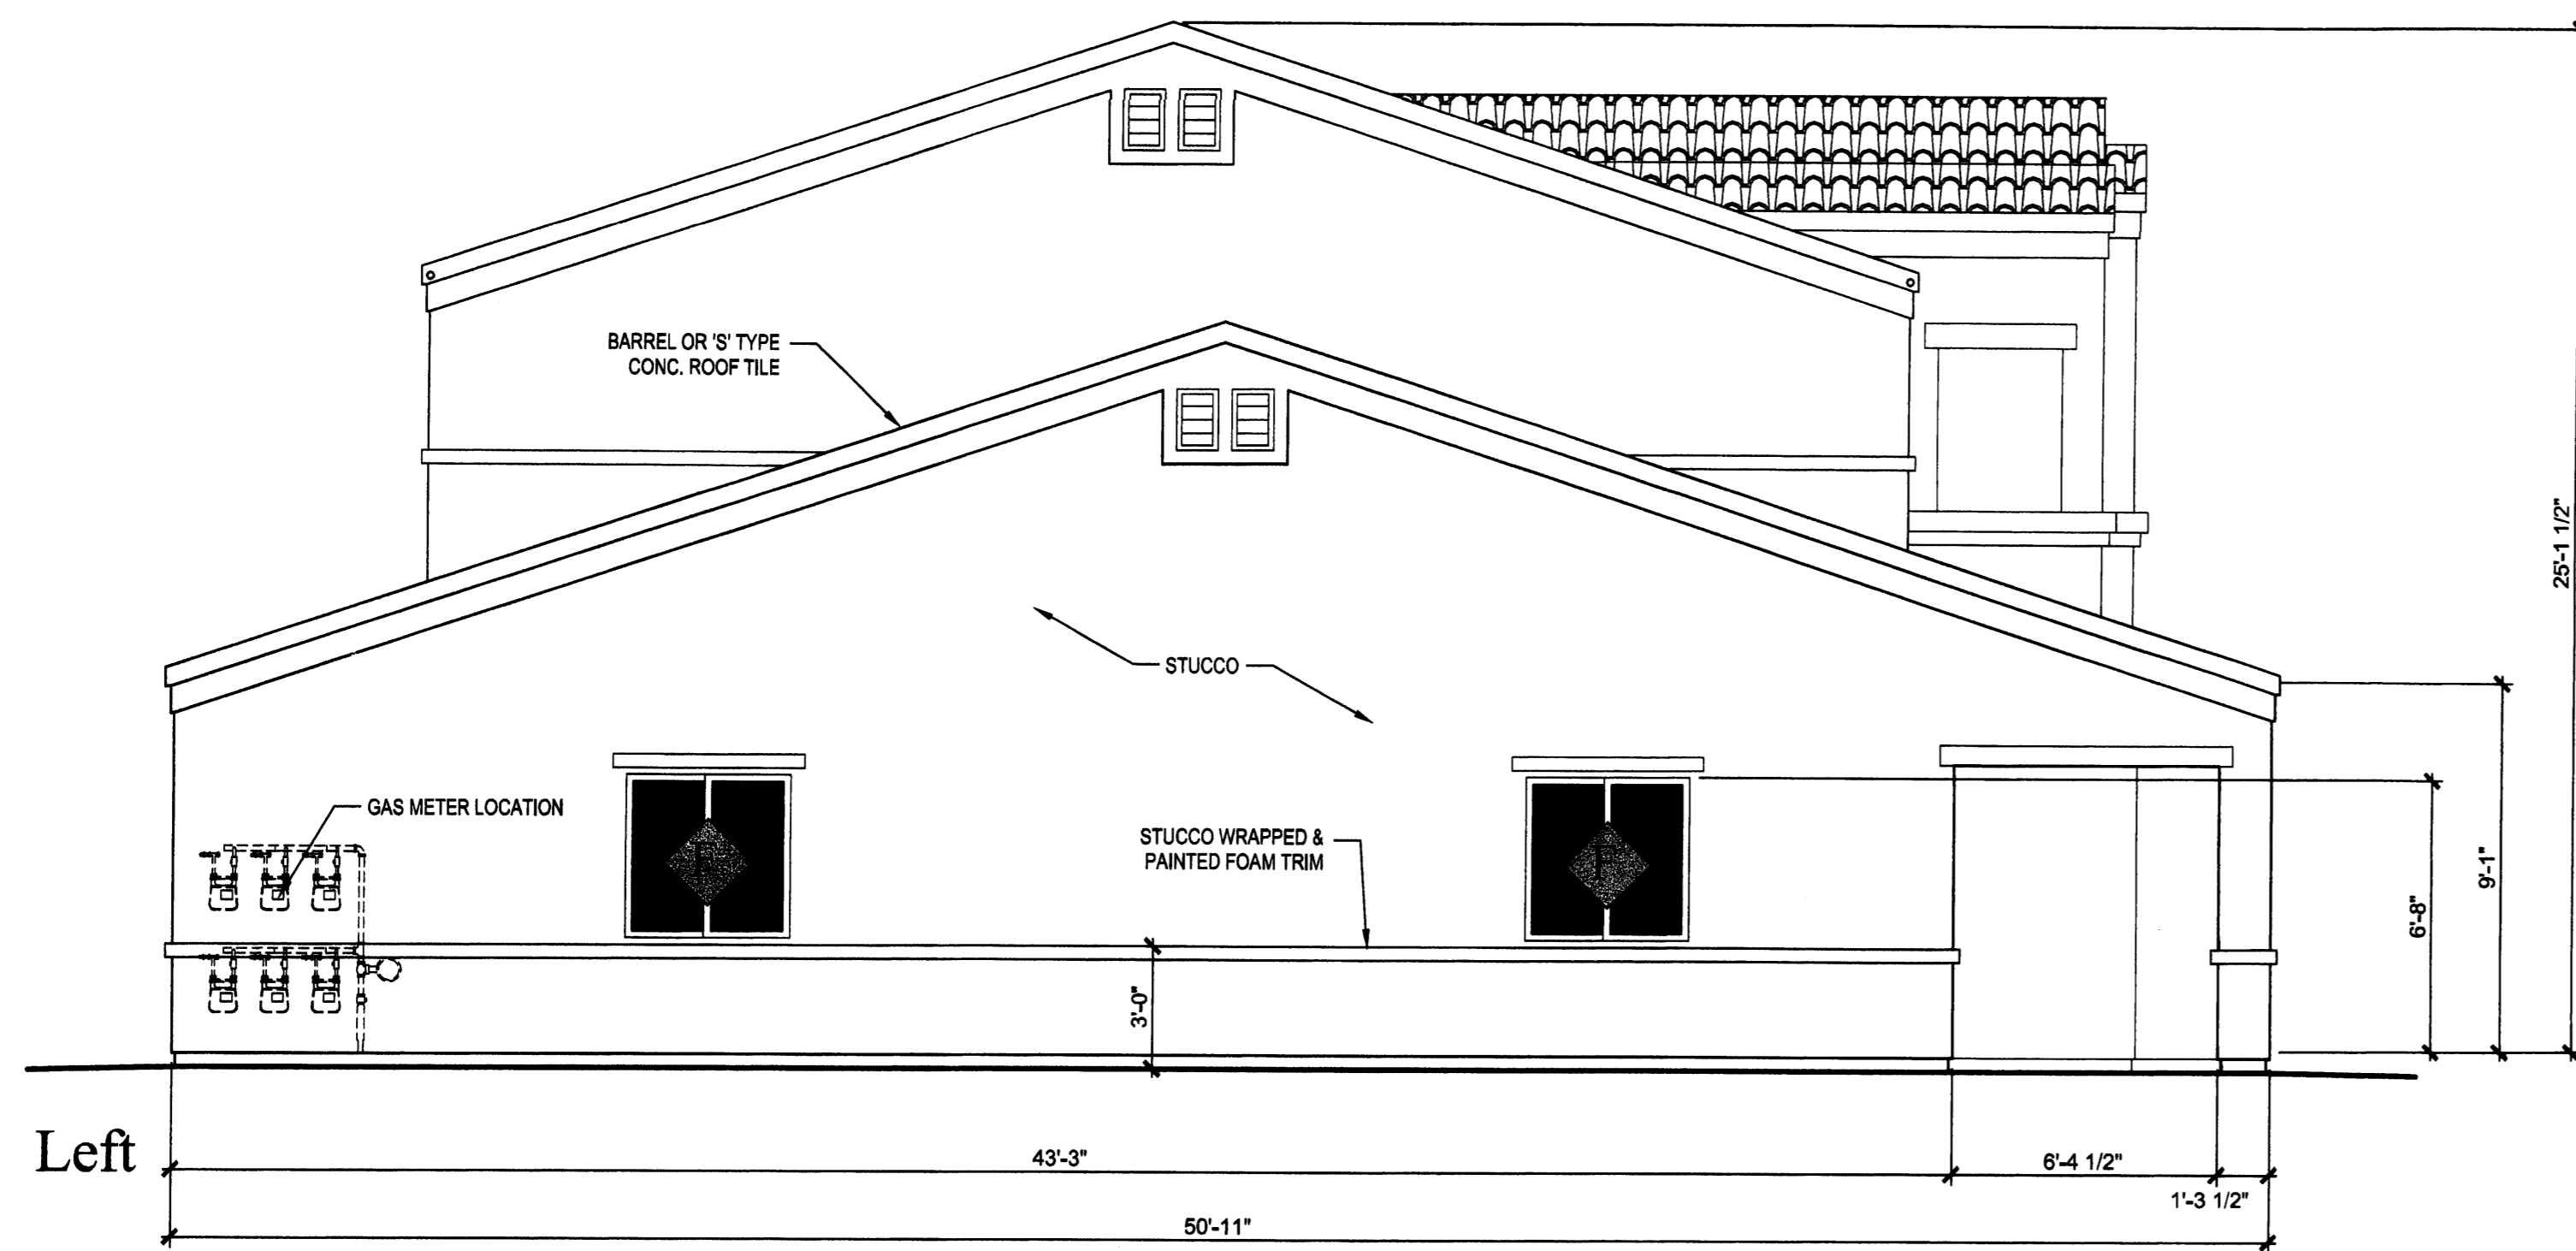 BARREL OR 'S' TYPE
CONC. ROOF TILE
25'-1 1/2"
STUCCO
GAS METER LOCATION
STUCCO WRAPPED &
PAINTED FOAM TRIM
F
F
9'-1"
6'-8"
3'-0"
Left
43'-3"
6'-4 1/2"
1'-3 1/2"
50'-11"